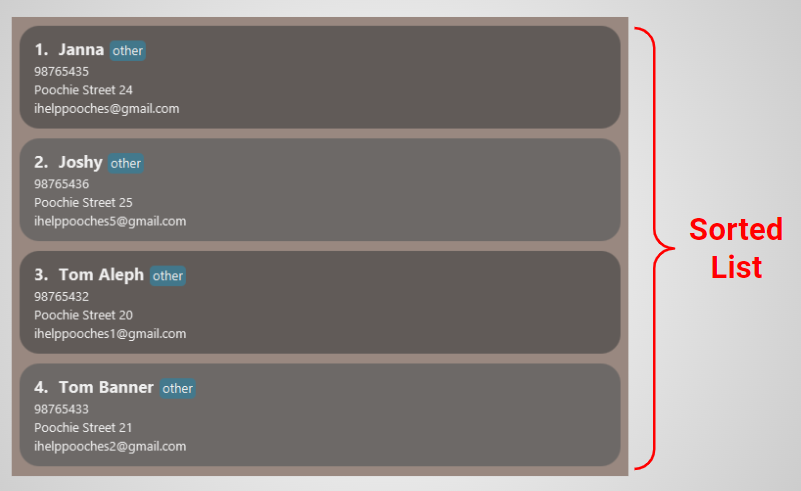 1. Janna other
98765435
Poochie Street 24
ihelppooches@gmail.com
2. Joshy other
98765436
Poochie Street 25
ihelppooches5@gmail.com
3. Tom Aleph other
98765432
Poochie Street 20
ihelppooches1@gmail.com
4. Tom Banner other
98765433
Poochie Street 21
ihelppooches2@gmail.com
Sorted
List